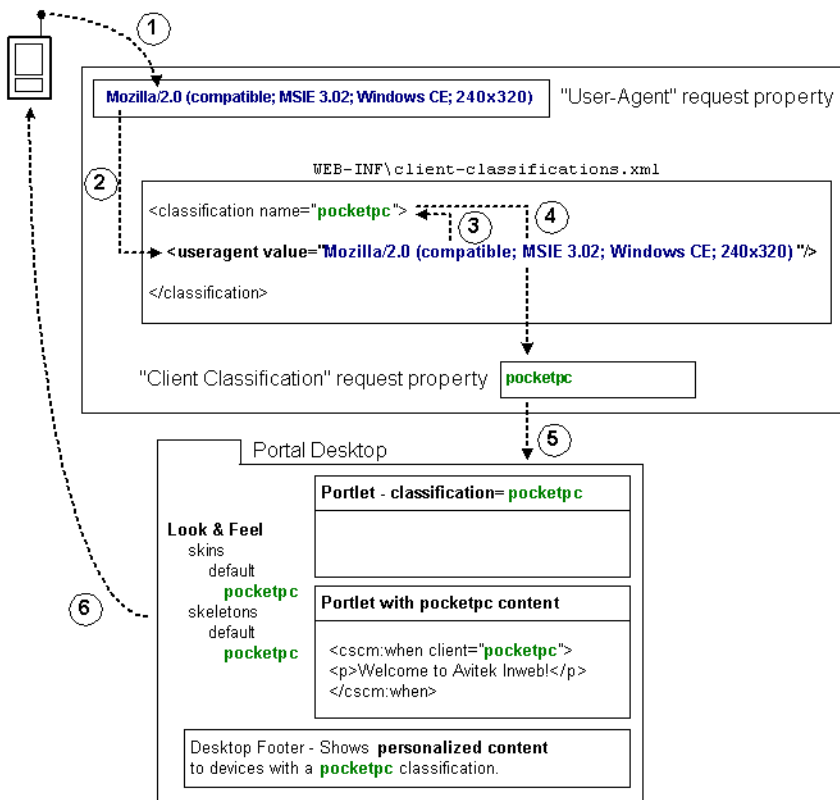 1
Mozilla/2.0 (compatible; MSIE 3.02; Windows CE; 240x320)
"User-Agent" request property
2
WEB-INF\client-classifications.xml
<classification name="pocketpc">
3
4
<useragent value="Mozilla/2.0 (compatible; MSIE 3.02; Windows CE; 240x320) "/>
</classification>
"Client Classification" request property
pocketpc
5
Portal Desktop
Portlet - classification= pocketpc
Look & Feel
skins
default
pocketpc
skeletons
default
pocketpc
6
Portlet with pocketpc content
<cscm:when client="pocketpc">
<p>Welcome to Avitek Inweb!</p>
</cscm:when>
Desktop Footer - Shows personalized content
to devices with a pocketpc classification.